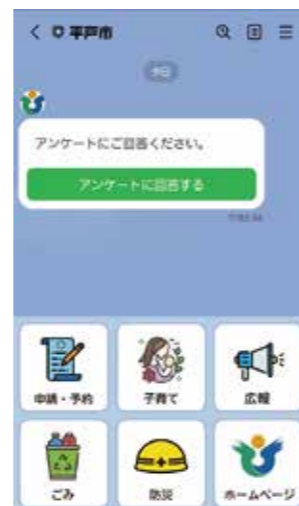 平戸市
今日
アンケートにご回答ください。
アンケートに回答する
申請・予約
子育て
広報
ごみ
防災
ホームページ